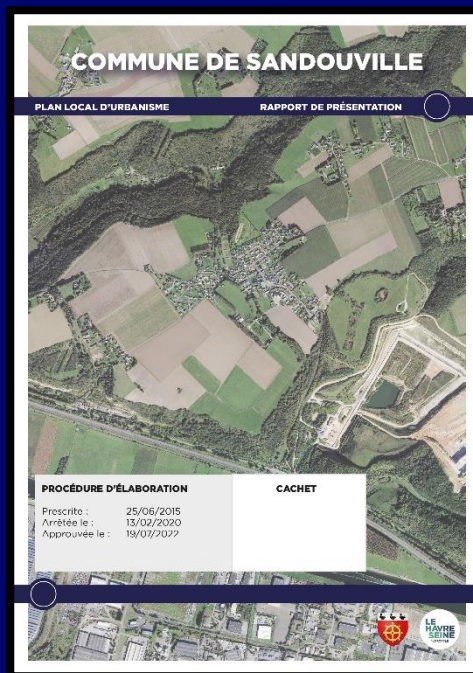 COMMUNE DE SANDOUVILLE
PLAN LOCAL D'URBANISME
RAPPORT DE PRÉSENTATION
PROCÉDURE D'ÉLABORATION
Prescrite : 25/06/2015
Arrêtée le : 13/02/2020
Approuvée le : 19/07/2022
CACHET
LE
HAVRE
SEINE